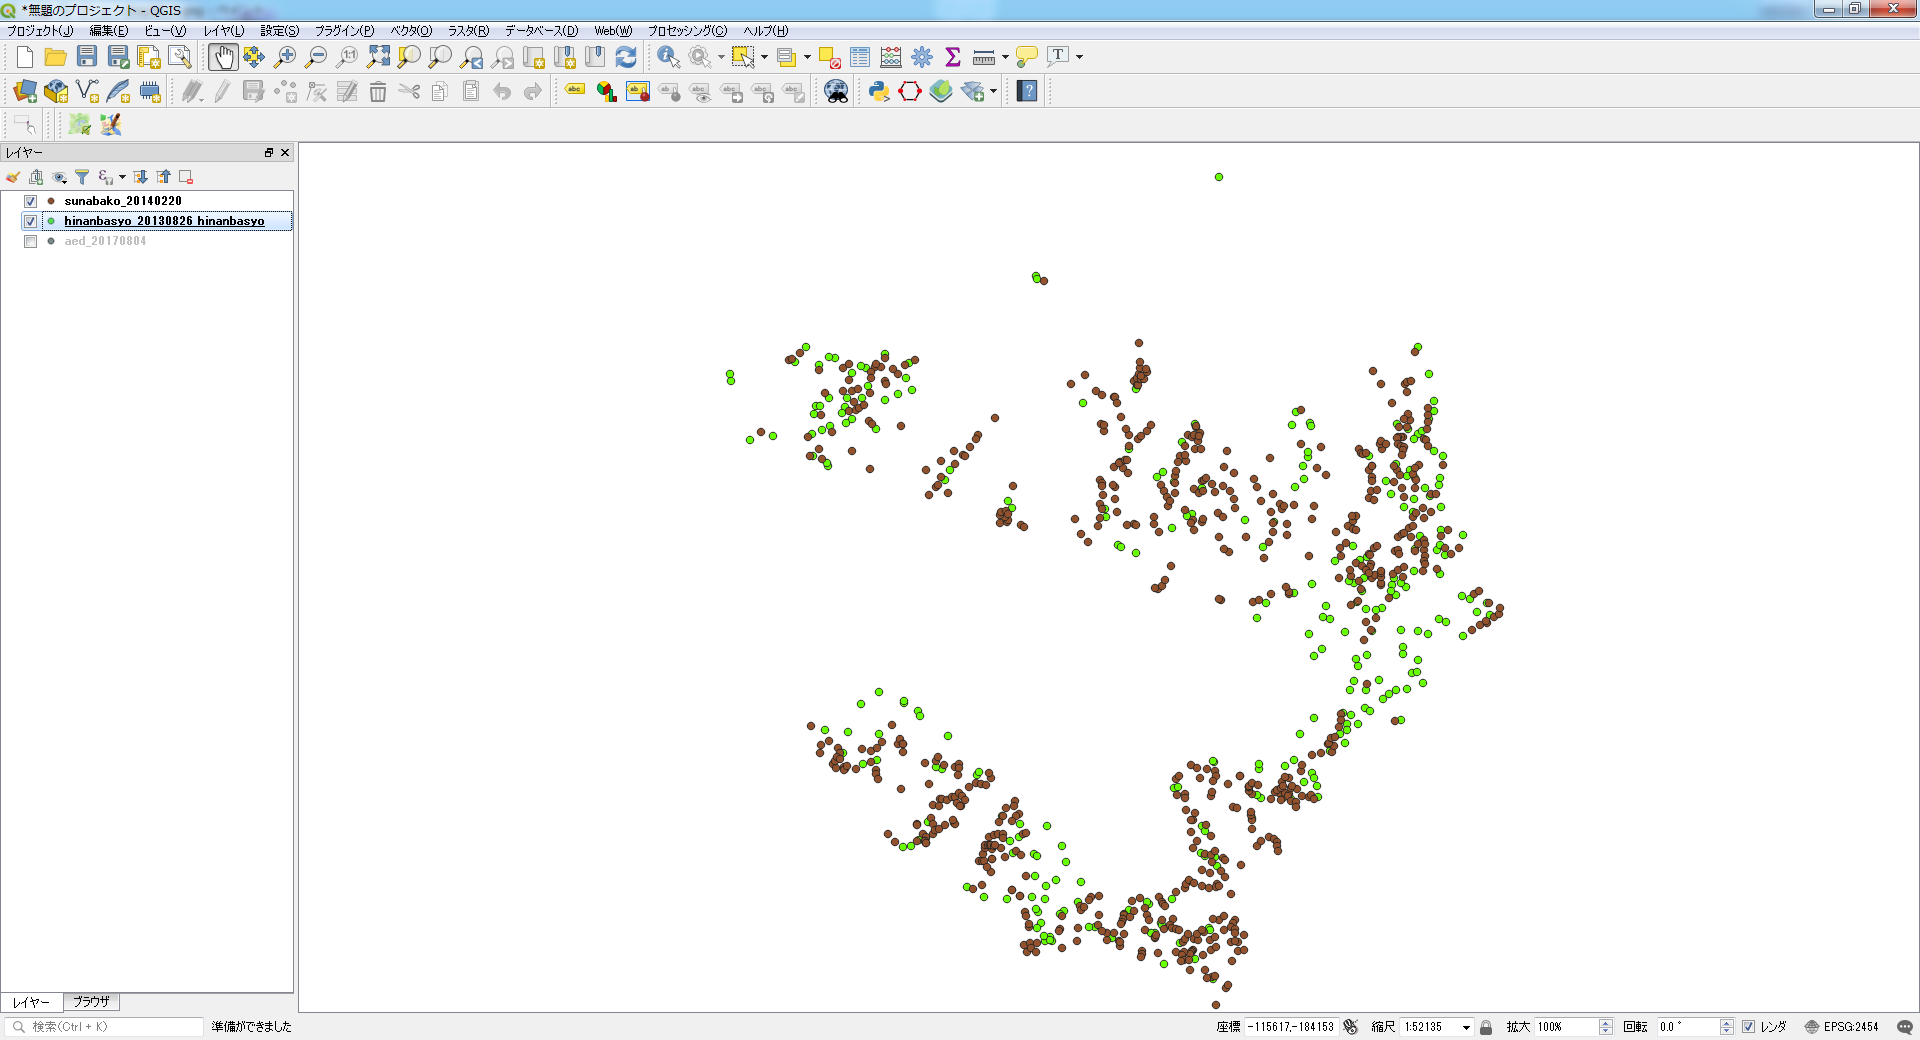 *無題のプロジェクト - QGIS
プロジェクト(J) 編集(E) ビュー(V) レイヤ(L) 設定(S) プラグイン(P) ベクタ(O) ラスタ(R) データベース(D) Web(W) プロセッシング(C) ヘルプ(H)
レイヤー
sunabako_20140220
hinanbasyo_20130826 hinanbasyo
aed_20170804
レイヤー ブラウザ
検索(Ctrl + K) 準備ができました 座標 -115617,-184153 縮尺 1:52135 拡大 100% 回転 0.0 ° レンダ EPSG:2454